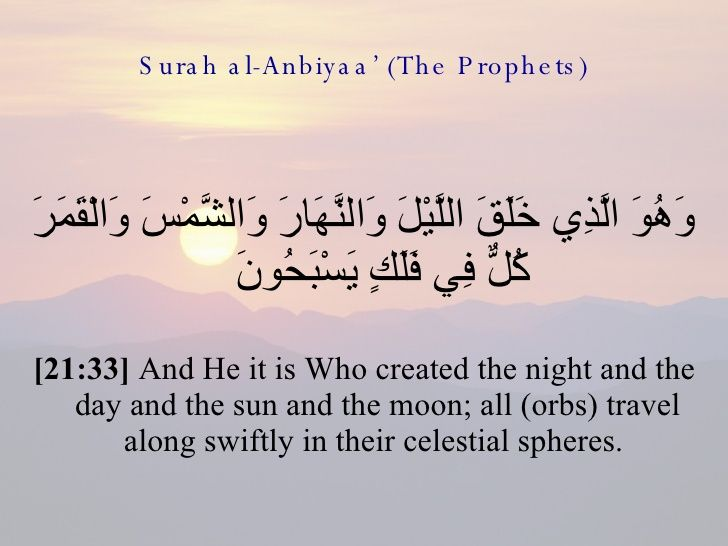 Surah al-Anbiyaa’ (The Prophets)
وَهُوَ الَّذِي خَلَقَ اللَّيْلَ وَالنَّهَارَ وَالشَّمْسَ وَالْقَمَرَ
كُلٌّ فِي فَلَكٍ يَسْبَحُونَ
[21:33] And He it is Who created the night and the
day and the sun and the moon; all (orbs) travel
along swiftly in their celestial spheres.